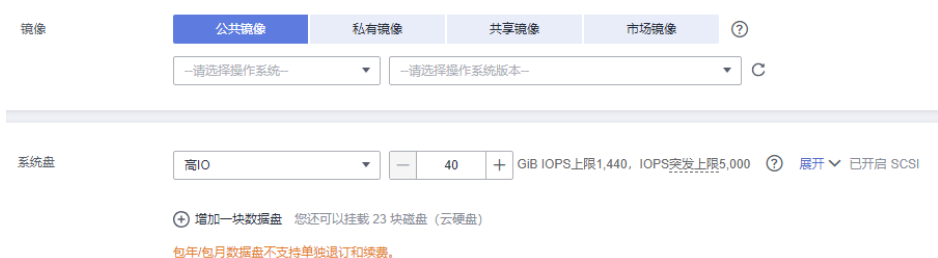 镜像 公共镜像 私有镜像 共享镜像 市场镜像 ?
--请选择操作系统-- --请选择操作系统版本--
系统盘 高IO — 40 + GiB IOPS上限1,440，IOPS突发上限5,000 ? 展开 已开启 SCSI
增加一块数据盘 您还可以挂载 23 块磁盘（云硬盘）
包年/包月数据盘不支持单独退订和续费。